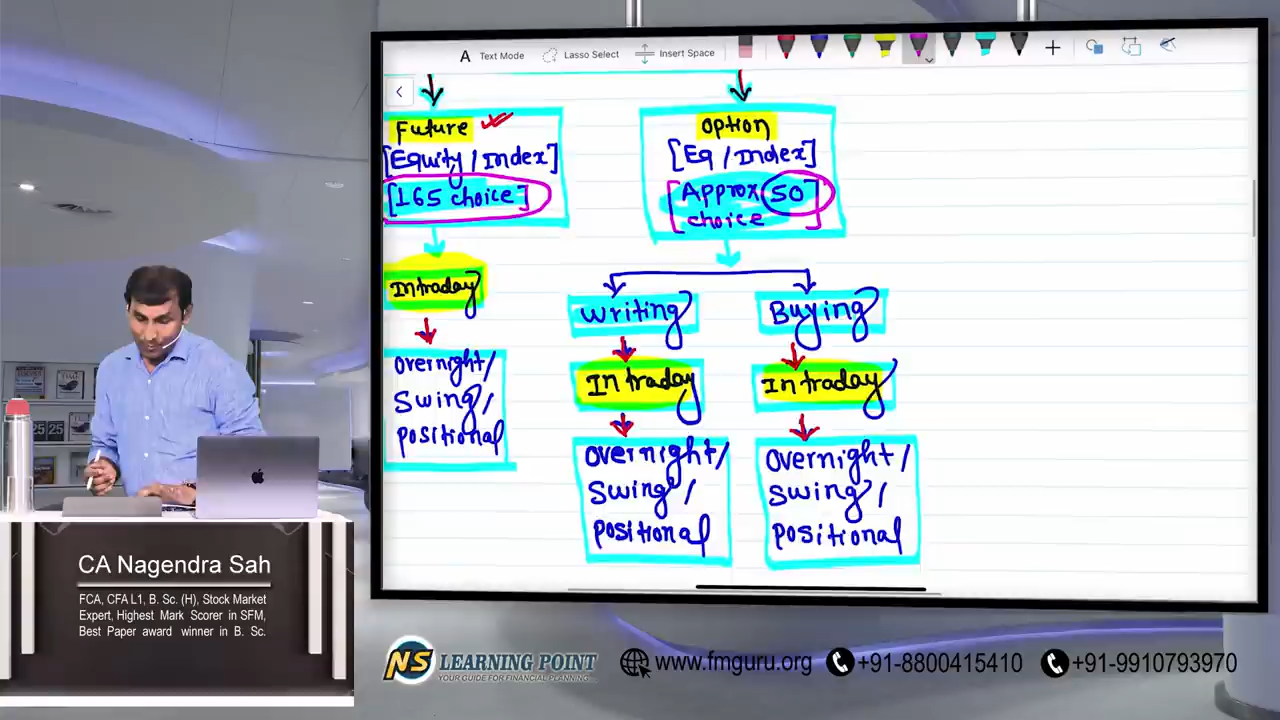 A Text Mode
Lasso Select
Insert Space
Future
[Equity / Index]
[165 choice]
Intraday
overnight/
Swing/
positional
option
[Eq / Index]
[Approx 50]
choice
Writing
Intraday
overnight/
Swing/
positional
Buying
Intraday
overnight/
Swing/
positional
CA Nagendra Sah
FCA, CFA L1, B. Sc. (H), Stock Market
Expert, Highest Mark Scorer in SFM,
Best Paper award winner in B. Sc.
NS LEARNING POINT
YOUR GUIDE FOR FINANCIAL PLANNING...
www.fmguru.org
+91-8800415410
+91-9910793970